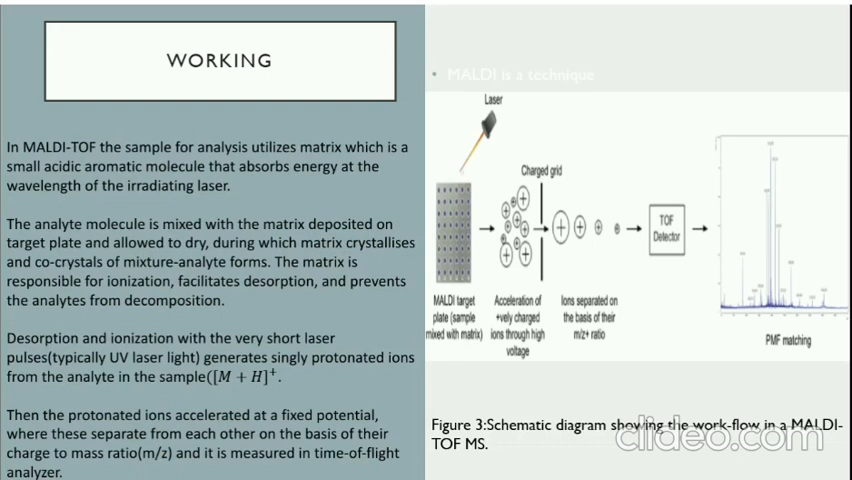 WORKING
In MALDI-TOF the sample for analysis utilizes matrix which is a
small acidic aromatic molecule that absorbs energy at the
wavelength of the irradiating laser.
The analyte molecule is mixed with the matrix deposited on
target plate and allowed to dry, during which matrix crystallises
and co-crystals of mixture-analyte forms. The matrix is
responsible for ionization, facilitates desorption, and prevents
the analytes from decomposition.
Desorption and ionization with the very short laser
pulses(typically UV laser light) generates singly protonated ions
from the analyte in the sample([M + H]⁺.
Then the protonated ions accelerated at a fixed potential,
where these separate from each other on the basis of their
charge to mass ratio(m/z) and it is measured in time-of-flight
analyzer.
• MALDI is a technique
Laser
Charged grid
TOF
Detector
MALDI target
plate (sample
mixed with matrix)
Acceleration of
+vely charged
ions through high
voltage
Ions separated on
the basis of their
m/z+ ratio
PMF matching
Figure 3:Schematic diagram showing the work-flow in a MALDI-
TOF MS.
clideo.com